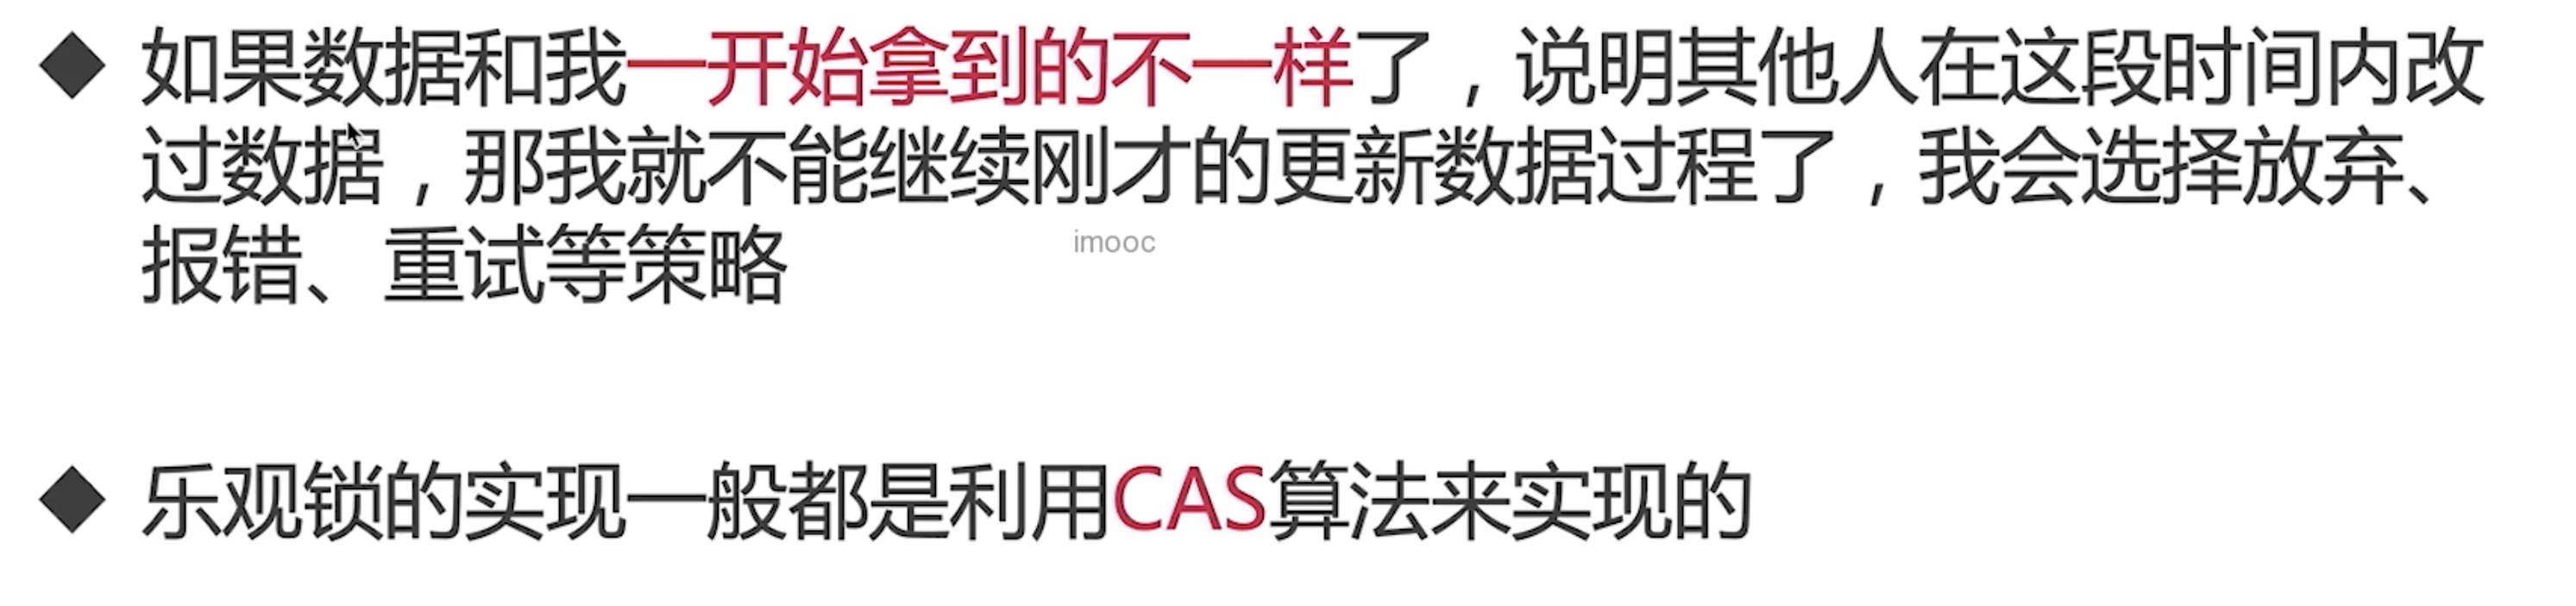 ◆ 如果数据和我一开始拿到的不一样了，说明其他人在这段时间内改
过数据，那我就不能继续刚才的更新数据过程了，我会选择放弃、
报错、重试等策略
imooc
◆ 乐观锁的实现一般都是利用CAS算法来实现的